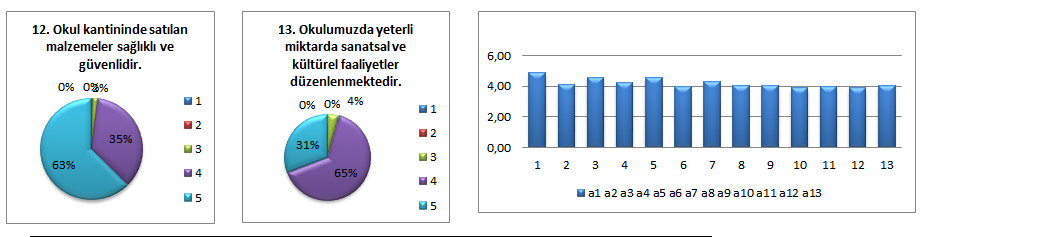 12. Okul kantininde satılan
malzemeler sağlıklı ve
güvenlidir.
0% 0% 2%
35%
63%
1
2
3
4
5
13. Okulumuzda yeterli
miktarda sanatsal ve
kültürel faaliyetler
düzenlenmektedir.
0% 0% 4%
31%
65%
1
2
3
4
5
6,00
4,00
2,00
0,00
1 2 3 4 5 6 7 8 9 10 11 12 13
a1 a2 a3 a4 a5 a6 a7 a8 a9 a10 a11 a12 a13